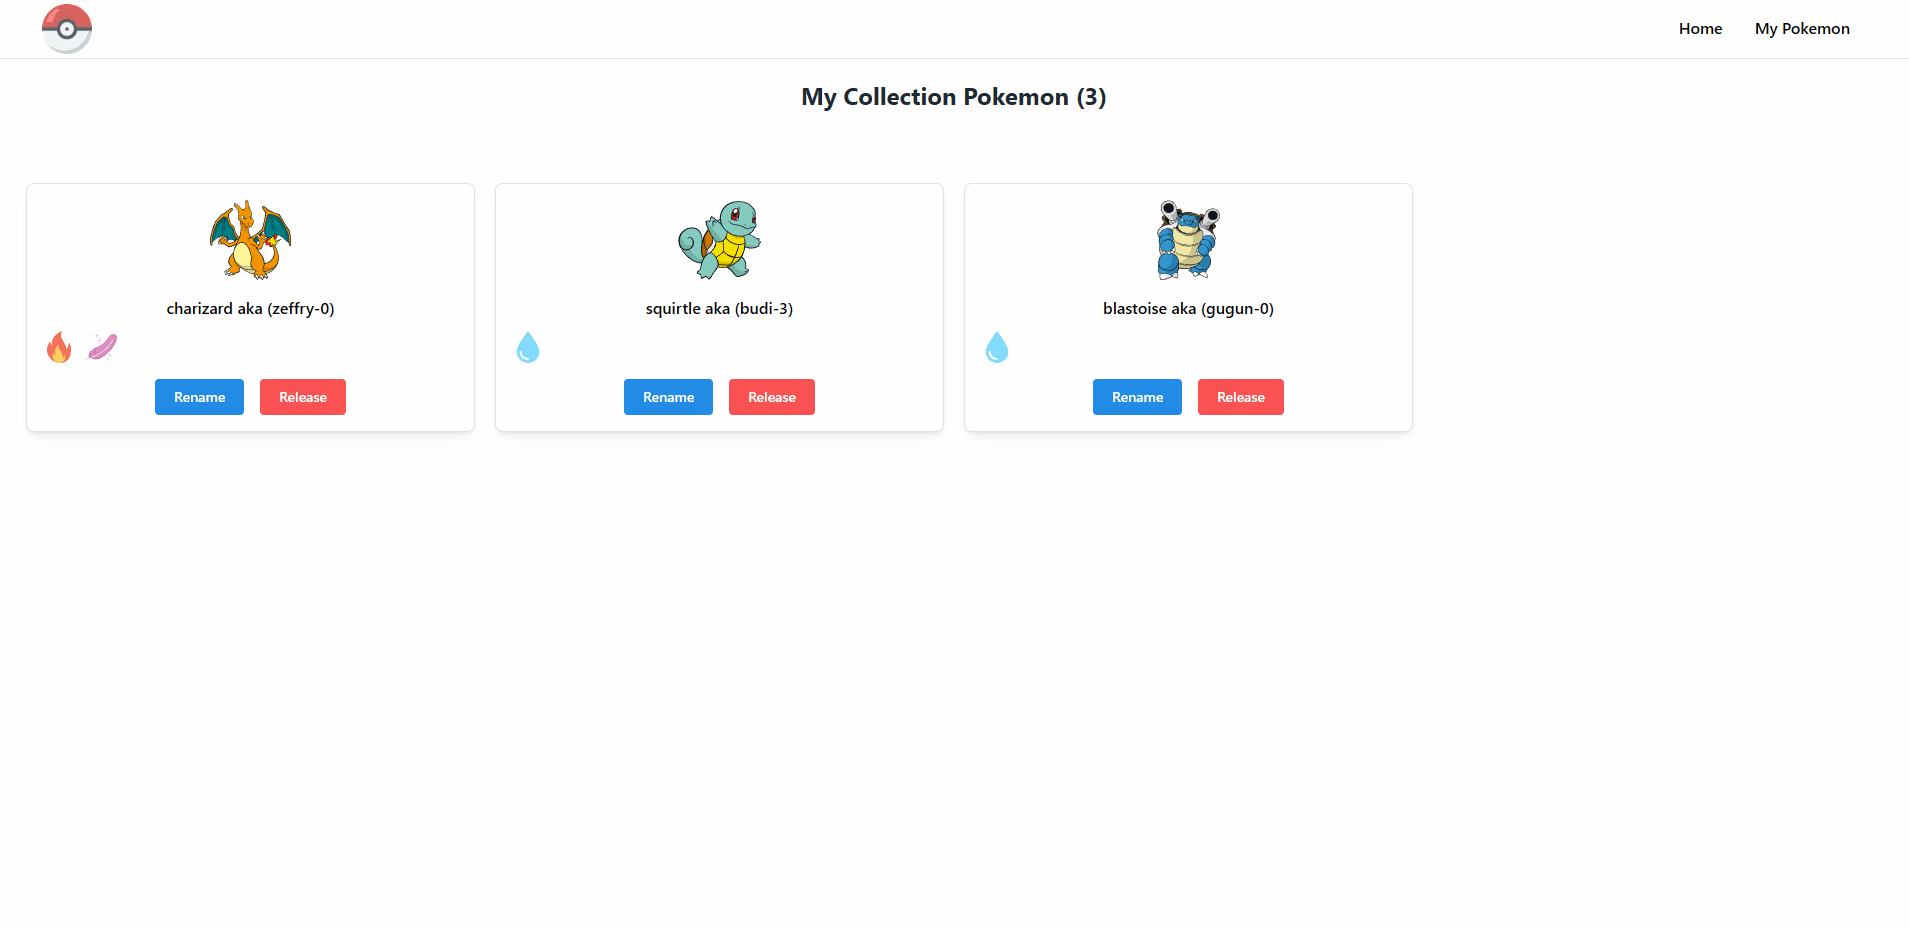 Home My Pokemon
My Collection Pokemon (3)
charizard aka (zeffry-0)
Rename Release
squirtle aka (budi-3)
Rename Release
blastoise aka (gugun-0)
Rename Release